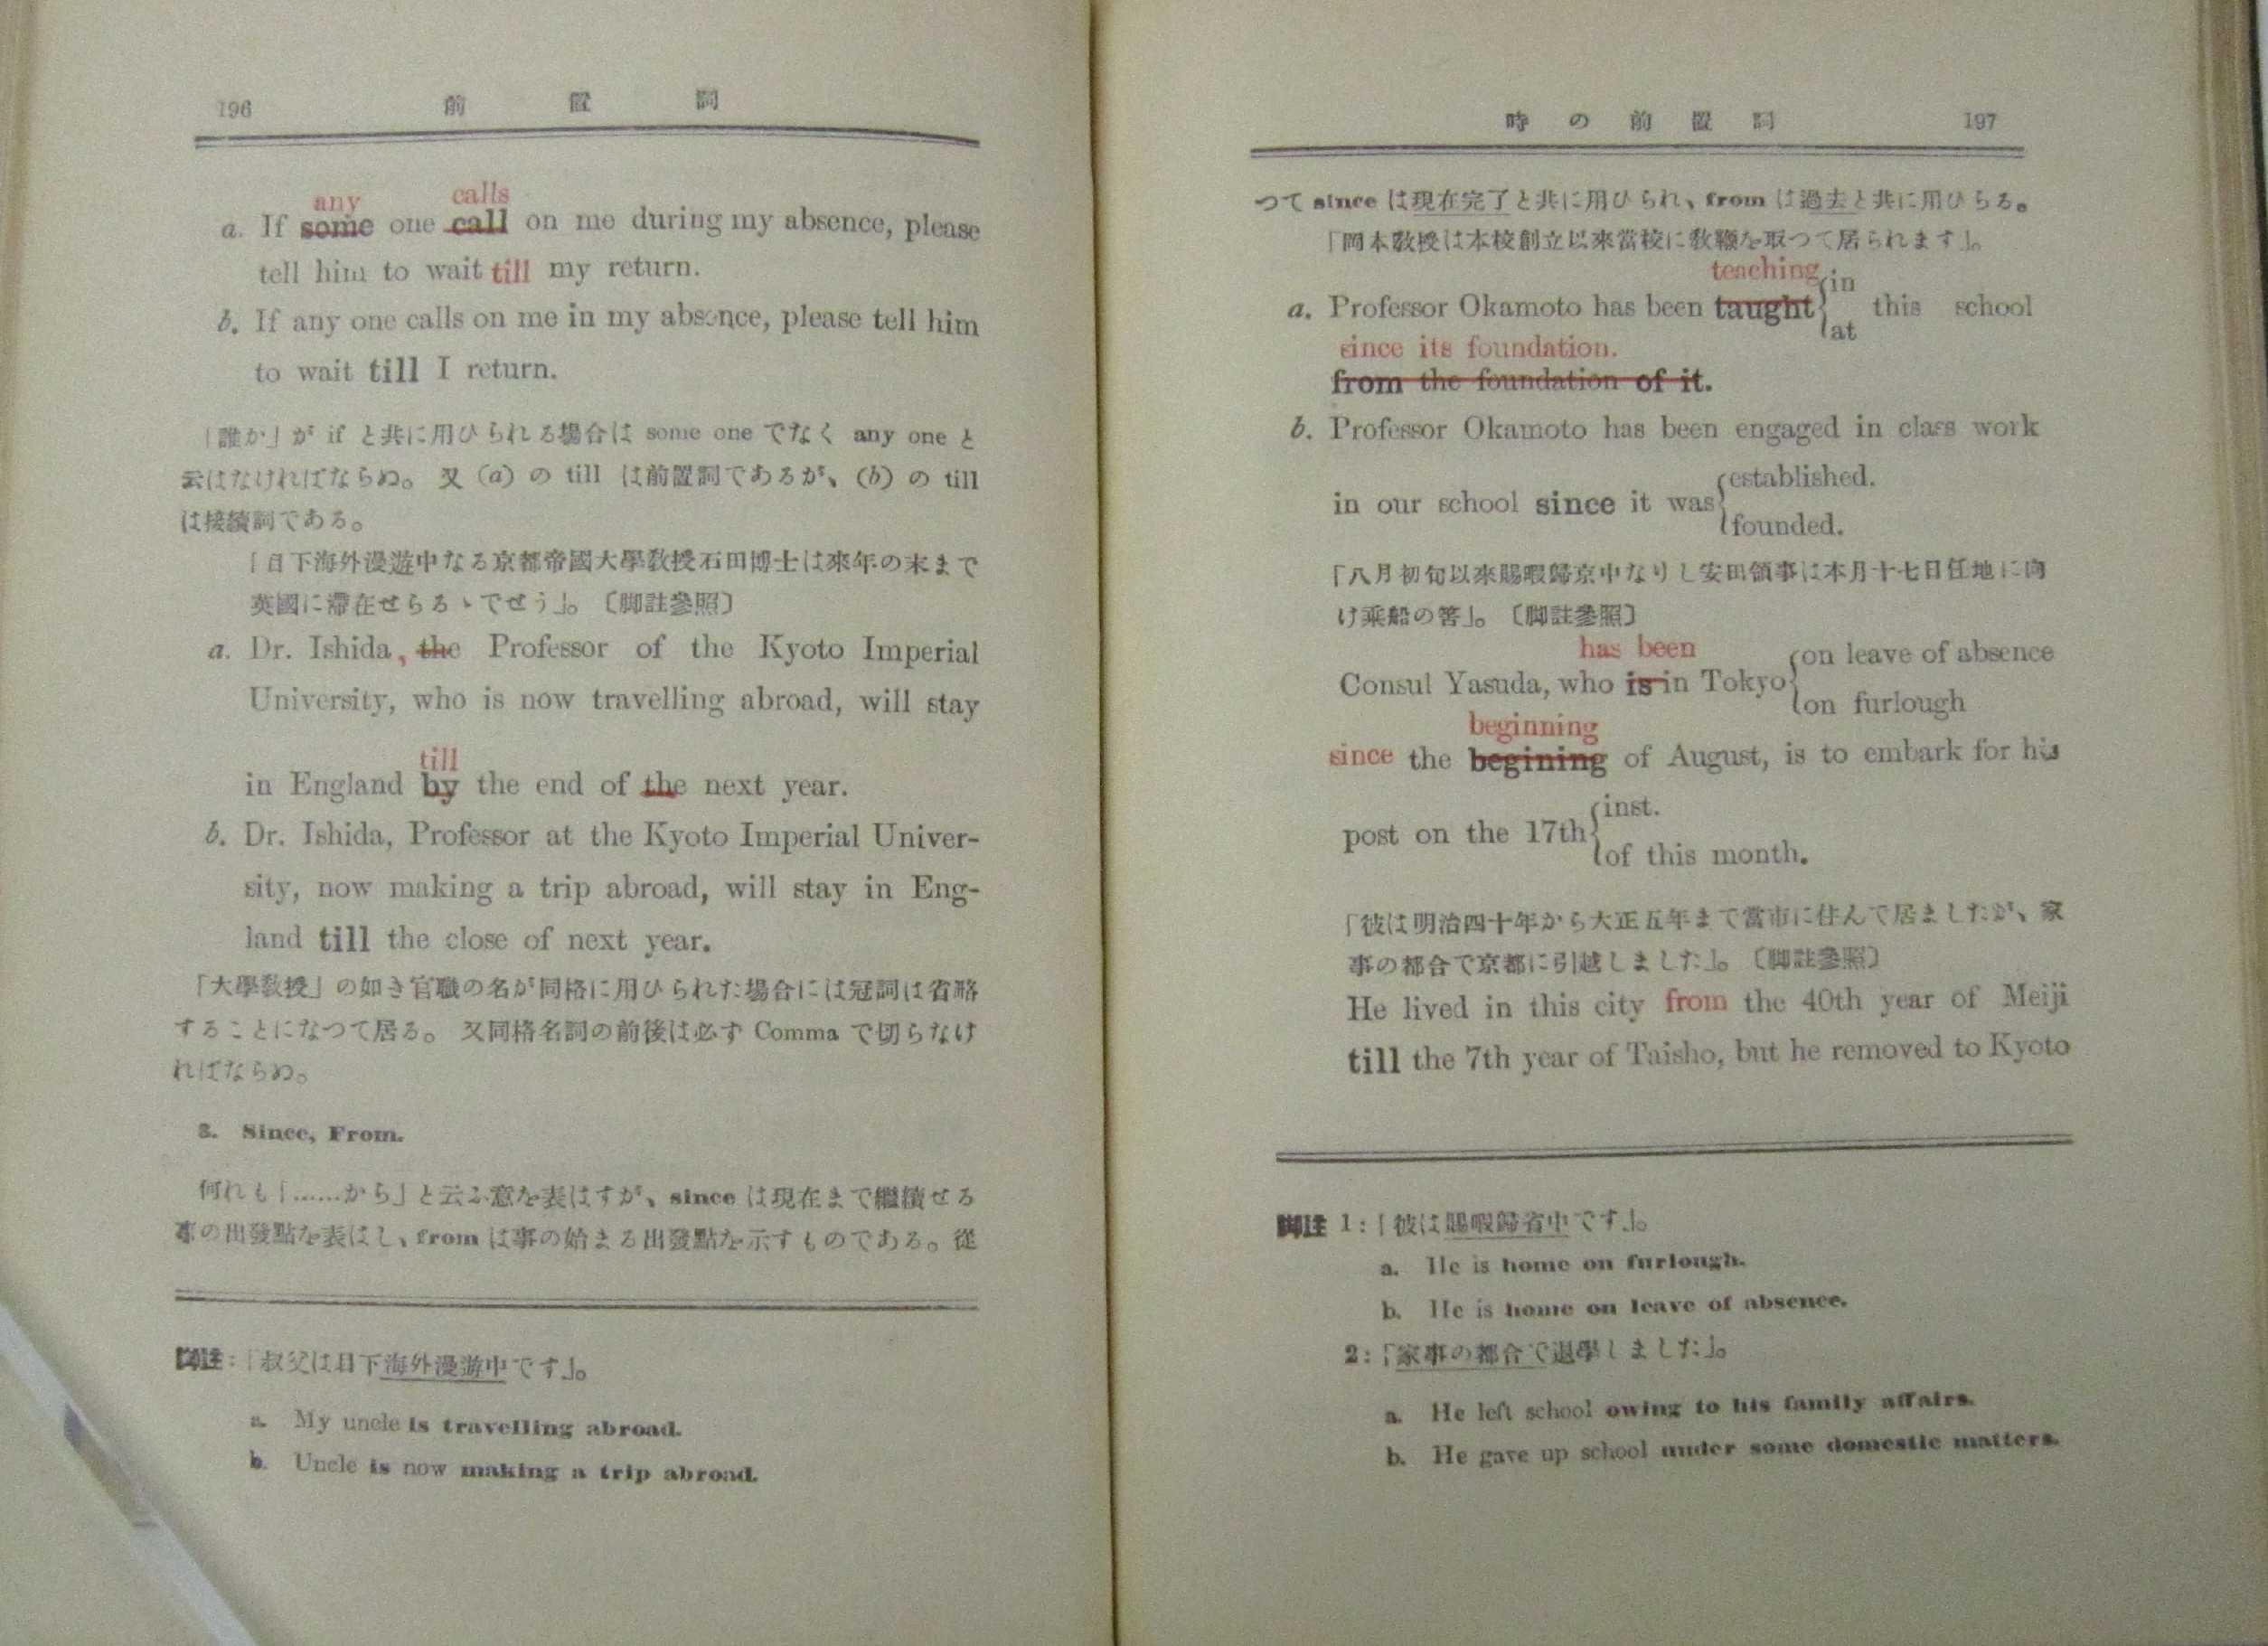 196 前置詞
any calls
a. If some one call on me during my absence, please
tell him to wait till my return.
b. If any one calls on me in my absence, please tell him
to wait till I return.
「誰か」が if と共に用ひられる場合は some one でなく any one と
云はなければならぬ。 又 (a) の till は前置詞であるが、(b) の till
は接續詞である。
「目下海外漫遊中なる京都帝國大學敎授石田博士は來年の末まで
英國に滯在せらるゝでせう」。〔脚註參照〕
a. Dr. Ishida, the Professor of the Kyoto Imperial
University, who is now travelling abroad, will stay
till
in England by the end of the next year.
b. Dr. Ishida, Professor at the Kyoto Imperial Univer-
sity, now making a trip abroad, will stay in Eng-
land till the close of next year.
「大學敎授」の如き官職の名が同格に用ひられた場合には冠詞は省略
することになつて居る。 又同格名詞の前後は必ず Comma で切らなけ
ればならぬ。
3. Since, From.
何れも「……から」と云ふ意を表はすが、since は現在まで繼續せる
事の出發點を表はし、from は事の始まる出發點を示すものである。從
脚註:「叔父は目下海外漫遊中です」。
a. My uncle is travelling abroad.
b. Uncle is now making a trip abroad.
時の前置詞 197
つて since は現在完了と共に用ひられ、from は過去と共に用ひらる。
「岡本敎授は本校創立以來當校に敎鞭を取つて居られます」。
teaching in
a. Professor Okamoto has been taught this school
at
since its foundation.
from the foundation of it.
b. Professor Okamoto has been engaged in class work
established.
in our school since it was
founded.
「八月初旬以來賜暇歸京中なりし安田領事は本月十七日任地に向
け乘船の筈」。〔脚註參照〕
has been on leave of absence
Consul Yasuda, who is in Tokyo
on furlough
beginning
since the begining of August, is to embark for his
inst.
post on the 17th
of this month.
「彼は明治四十年から大正五年まで當市に住んで居ましたが、家
事の都合で京都に引越しました」。〔脚註參照〕
He lived in this city from the 40th year of Meiji
till the 7th year of Taisho, but he removed to Kyoto
脚註 1:「彼は賜暇歸省中です」。
a. He is home on furlough.
b. He is home on leave of absence.
2:「家事の都合で退學しました」。
a. He left school owing to his family affairs.
b. He gave up school under some domestic matters.